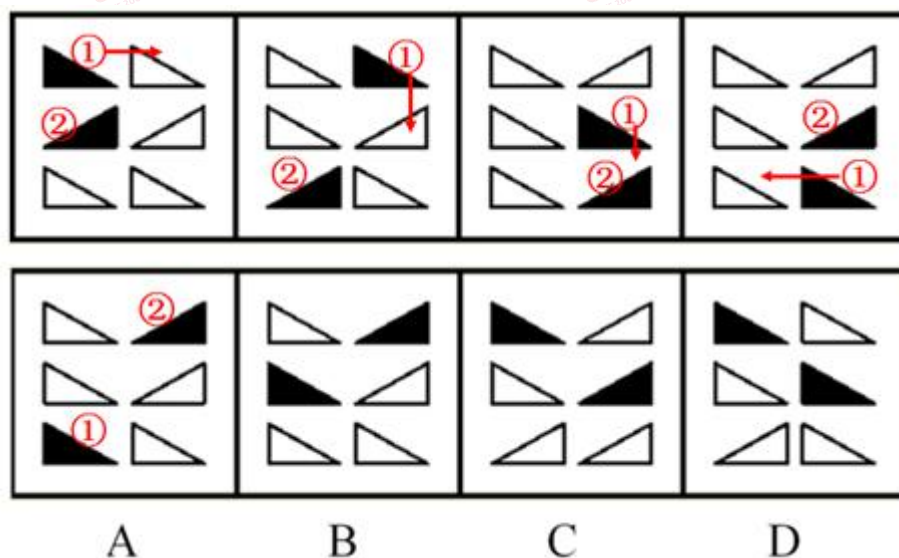 ① ① ① ②
② ② ② ①
②
①
A B C D